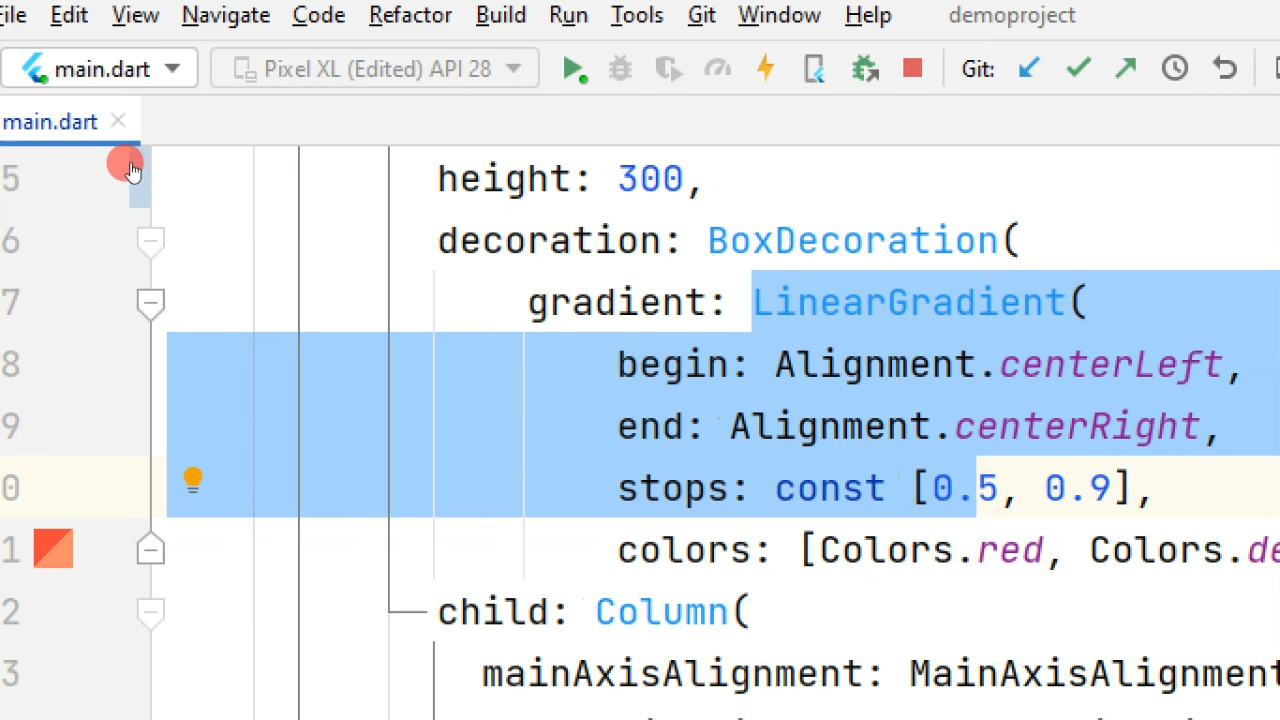 File Edit View Navigate Code Refactor Build Run Tools Git Window Help demoproject
main.dart Pixel XL (Edited) API 28 Git:
main.dart
5 height: 300,
6 decoration: BoxDecoration(
7 gradient: LinearGradient(
8 begin: Alignment.centerLeft,
9 end: Alignment.centerRight,
0 stops: const [0.5, 0.9],
1 colors: [Colors.red, Colors.de
2 child: Column(
3 mainAxisAlignment: MainAxisAlignment